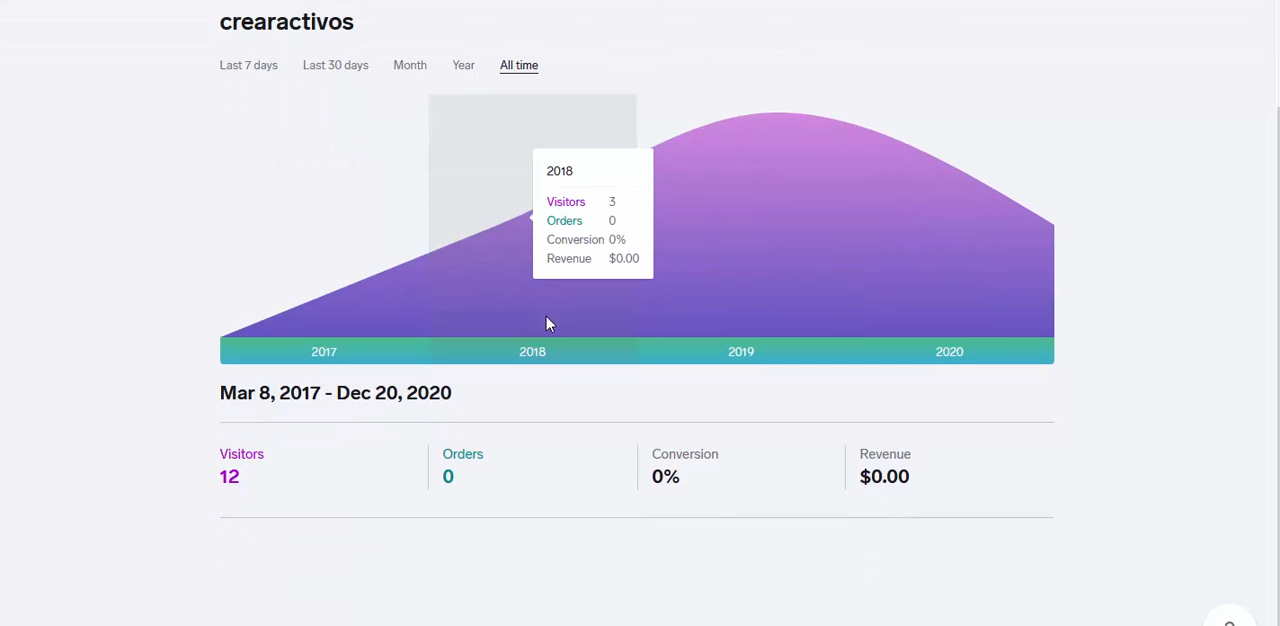 crearactivos
Last 7 days Last 30 days Month Year All time
2018
Visitors 3
Orders 0
Conversion 0%
Revenue $0.00
2017 2018 2019 2020
Mar 8, 2017 - Dec 20, 2020
Visitors Orders Conversion Revenue
12 0 0% $0.00